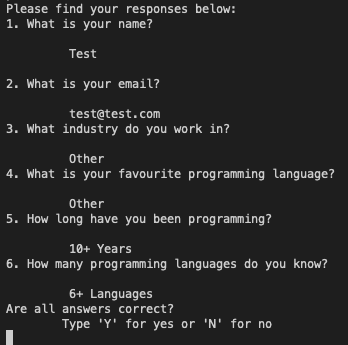 Please find your responses below:
1. What is your name?
Test
2. What is your email?
test@test.com
3. What industry do you work in?
Other
4. What is your favourite programming language?
Other
5. How long have you been programming?
10+ Years
6. How many programming languages do you know?
6+ Languages
Are all answers correct?
Type 'Y' for yes or 'N' for no